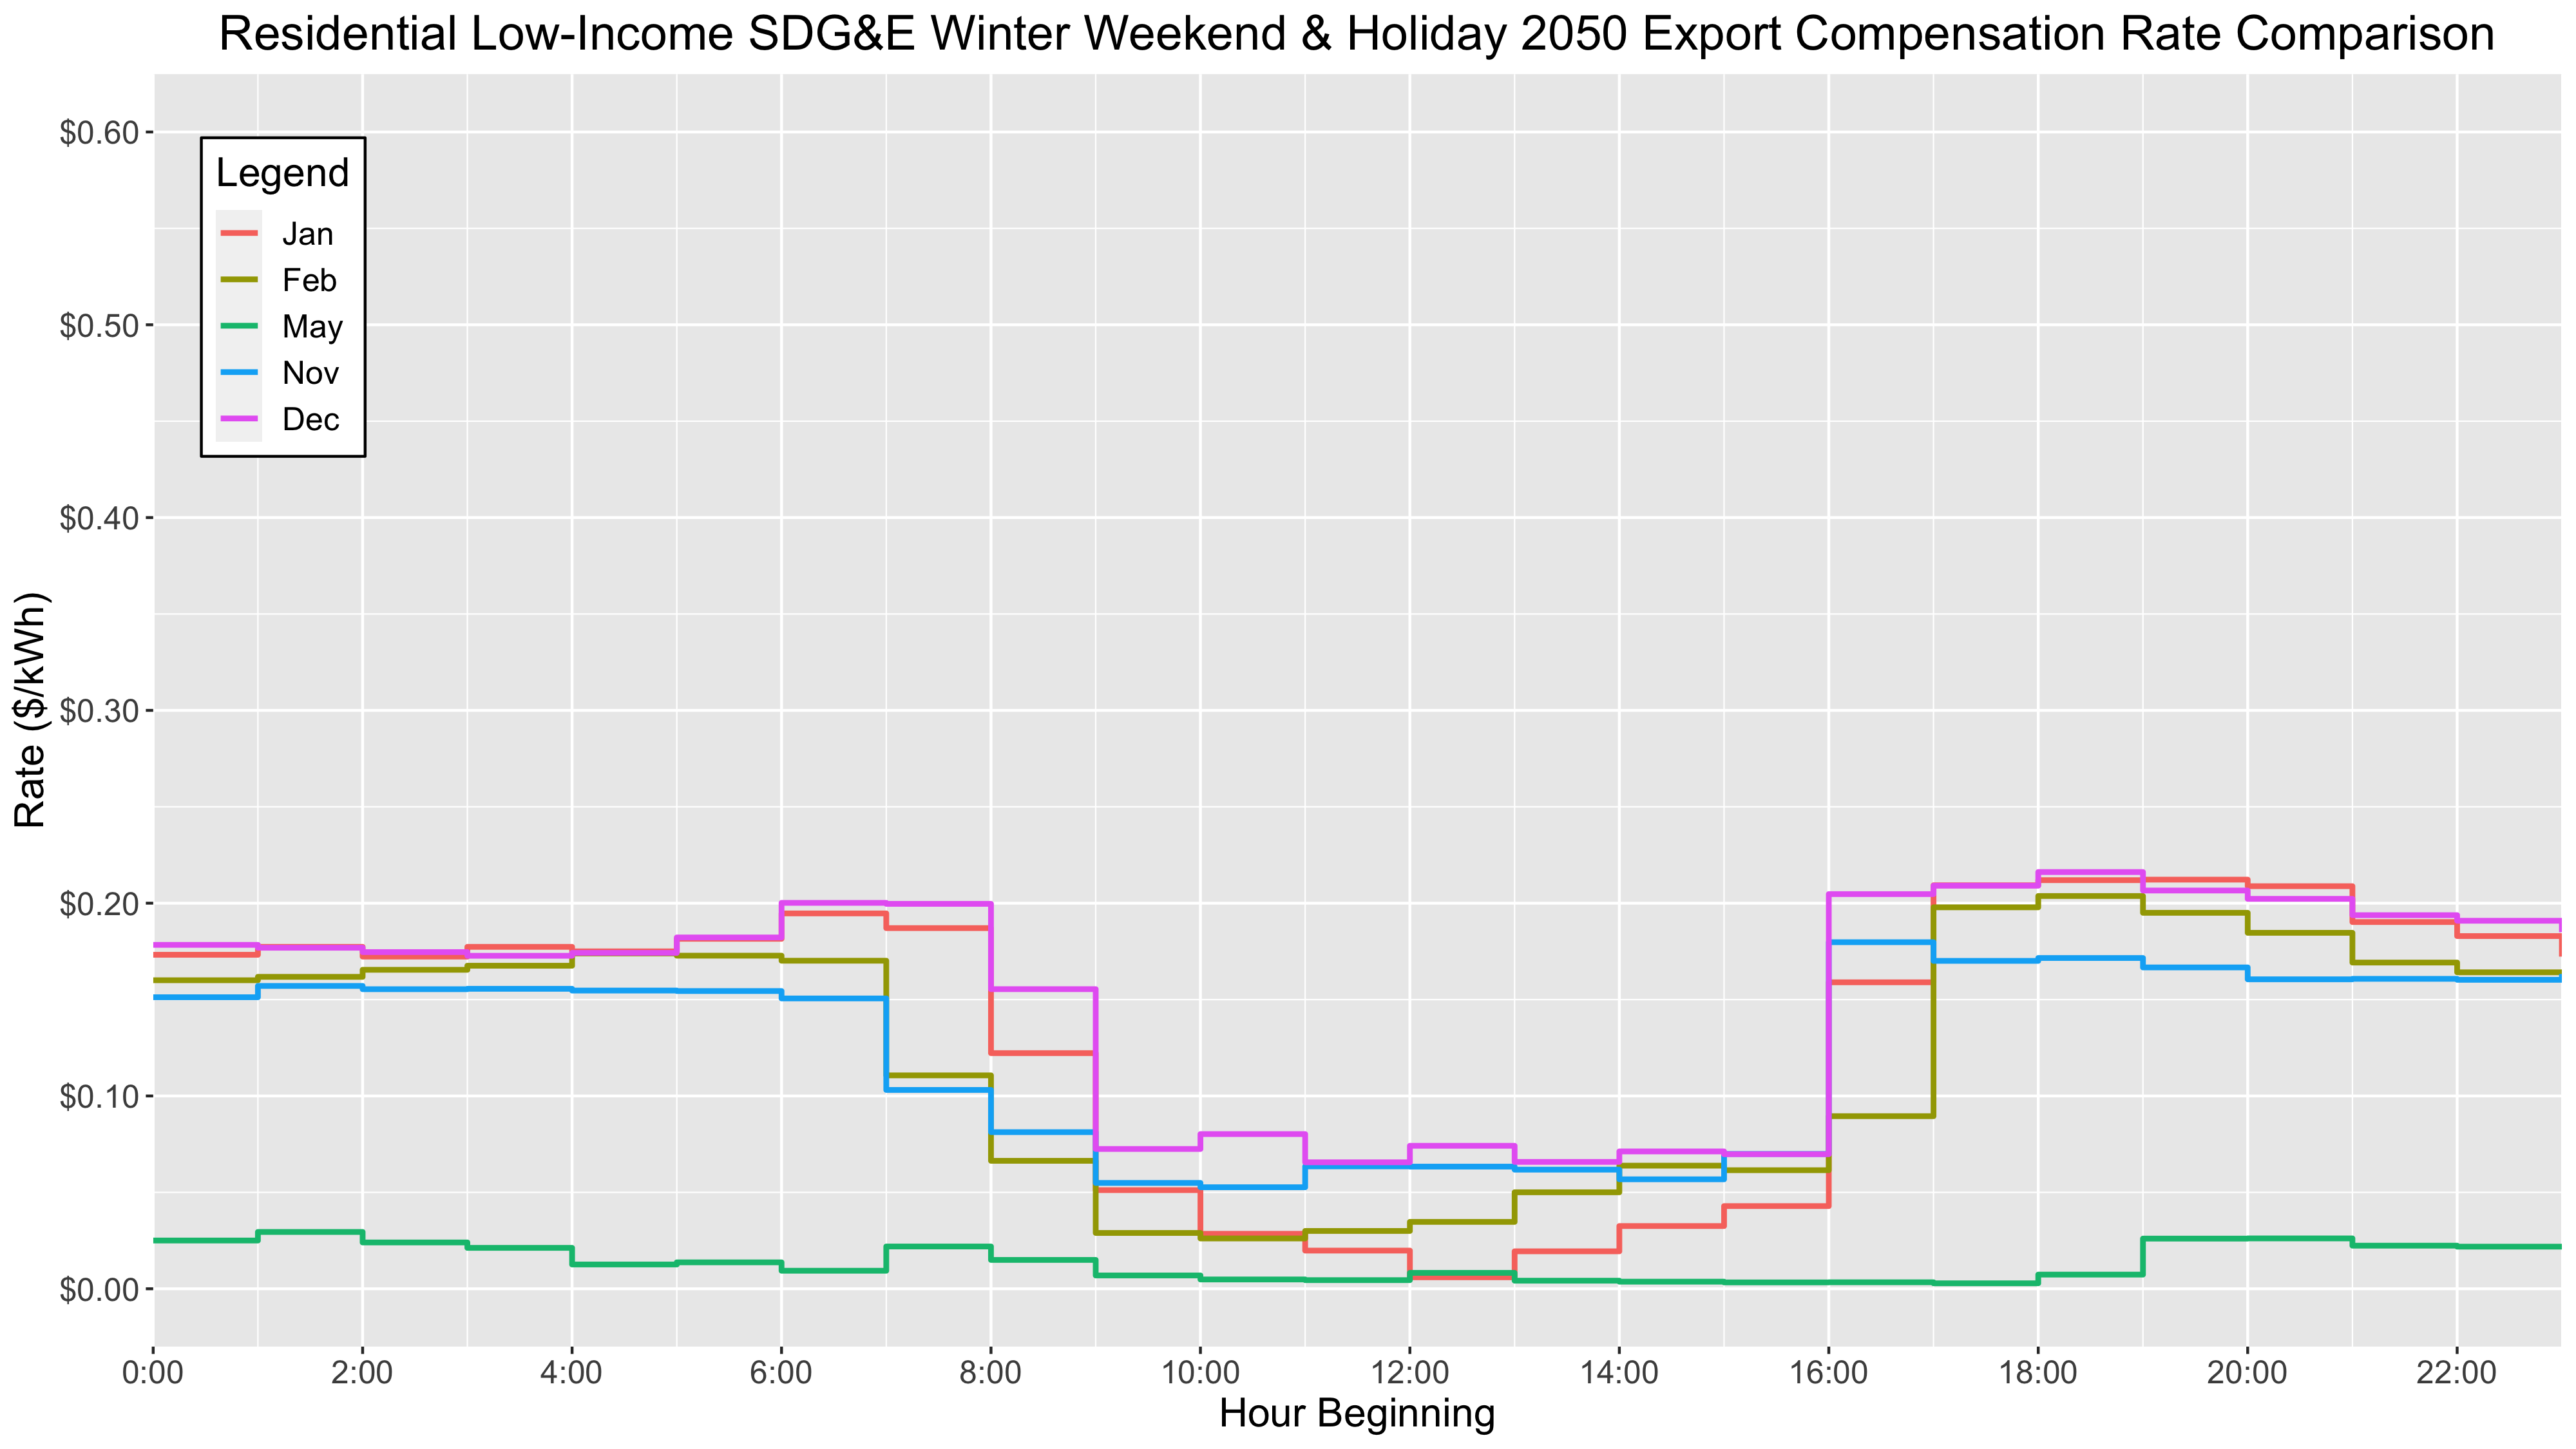 Residential Low-Income SDG&E Winter Weekend & Holiday 2050 Export Compensation Rate Comparison
$0.60
Legend
Jan
Feb
May
Nov
Dec
$0.50
$0.40
$0.30
$0.20
$0.10
$0.00
Rate ($/kWh)
0:00 2:00 4:00 6:00 8:00 10:00 12:00 14:00 16:00 18:00 20:00 22:00
Hour Beginning